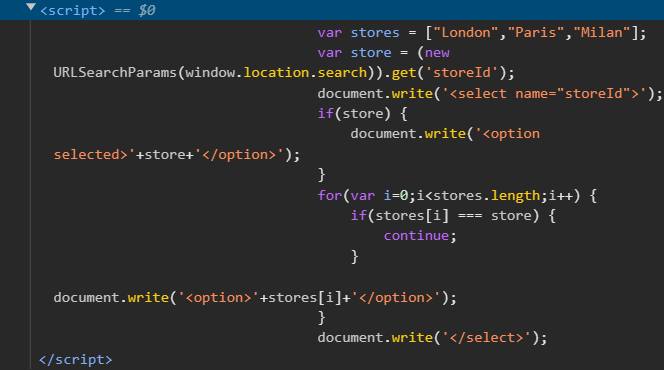 <script> == $0
var stores = ["London","Paris","Milan"];
var store = (new
URLSearchParams(window.location.search)).get('storeId');
document.write('<select name="storeId">');
if(store) {
document.write('<option
selected>'+store+'</option>');
}
for(var i=0;i<stores.length;i++) {
if(stores[i] === store) {
continue;
}
document.write('<option>'+stores[i]+'</option>');
}
document.write('</select>');
</script>